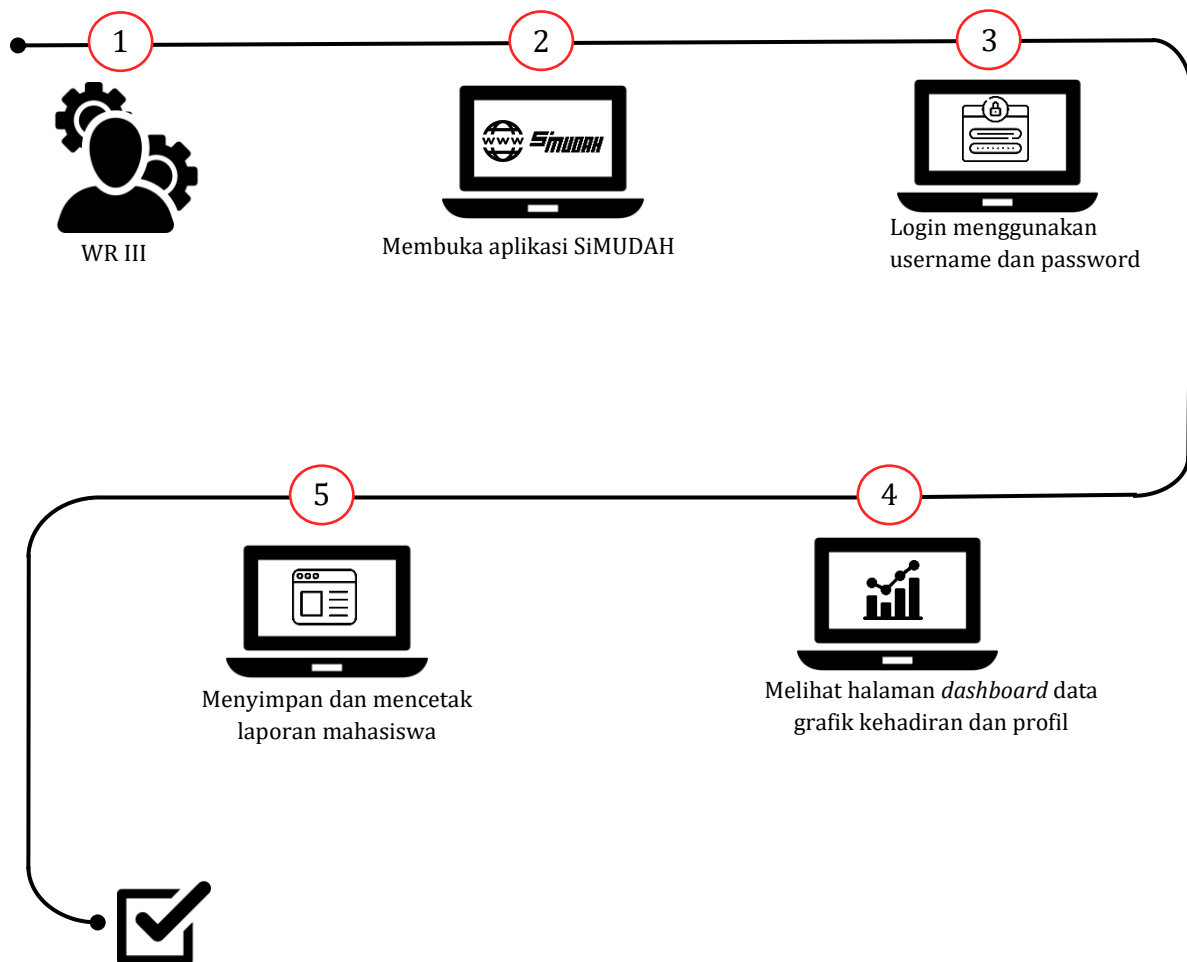 1
2
3
www SiMUDAH
WR III
Membuka aplikasi SiMUDAH
Login menggunakan
username dan password
5
4
Menyimpan dan mencetak
laporan mahasiswa
Melihat halaman dashboard data
grafik kehadiran dan profil